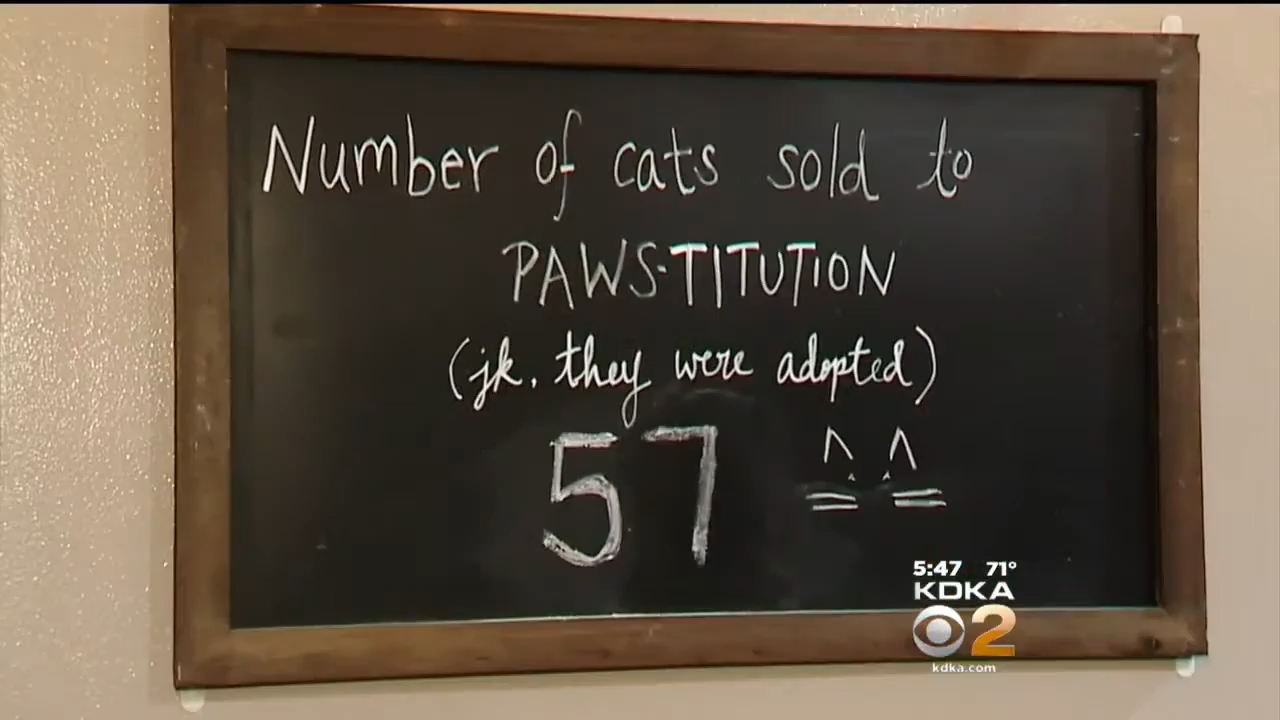 Number of cats sold to
PAWS-TITUTION
(jk, they were adopted)
57
5:47 71°
KDKA
2
kdka.com